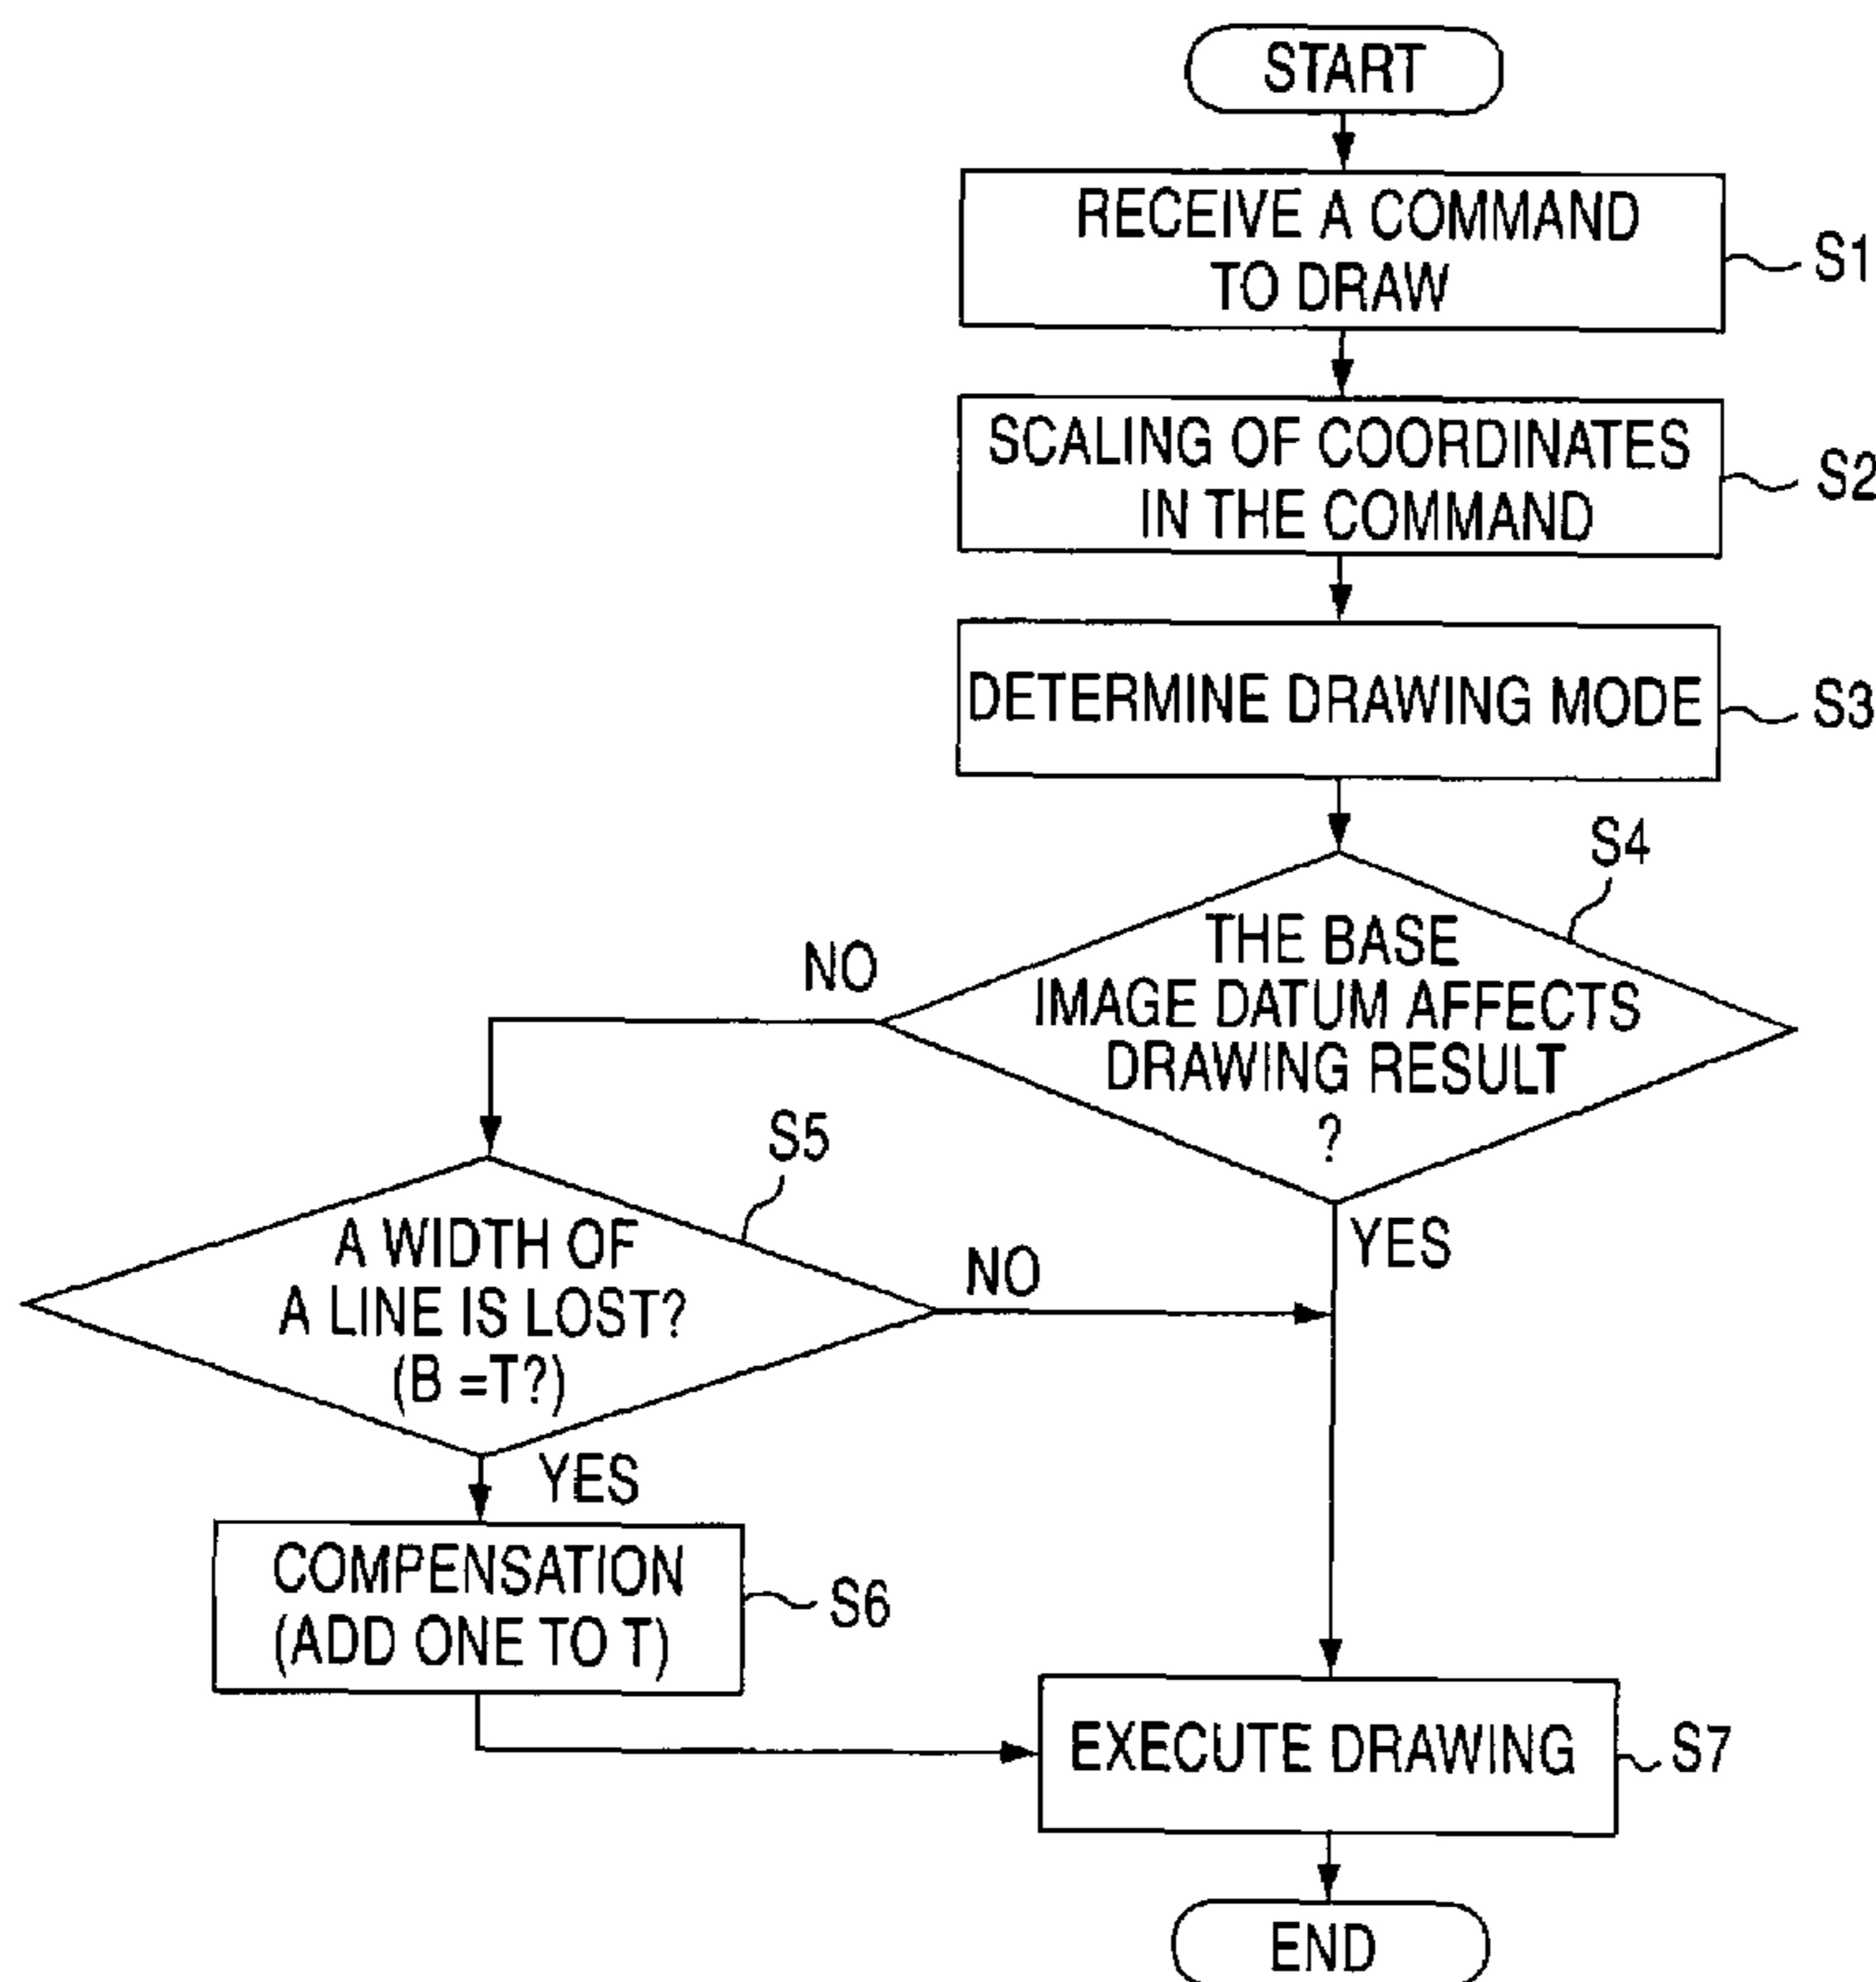 START
RECEIVE A COMMAND
TO DRAW
S1
SCALING OF COORDINATES
IN THE COMMAND
S2
DETERMINE DRAWING MODE
S3
S4
THE BASE
IMAGE DATUM AFFECTS
DRAWING RESULT
?
NO
YES
S5
A WIDTH OF
A LINE IS LOST?
(B =T?)
NO
YES
COMPENSATION
(ADD ONE TO T)
S6
EXECUTE DRAWING
S7
END